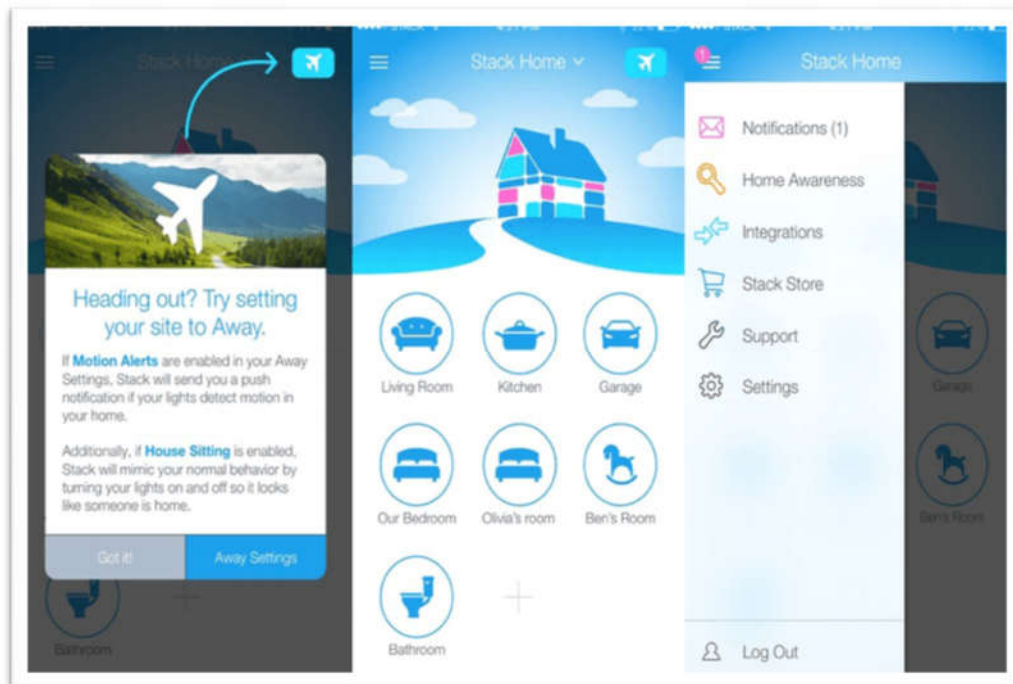 Stack Home
Heading out? Try setting
your site to Away.
If Motion Alerts are enabled in your Away
Settings, Stack will send you a push
notification if your lights detect motion in
your home.
Additionally, if House Sitting is enabled,
Stack will mimic your normal behavior by
turning your lights on and off so it looks
like someone is home.
Got it!
Away Settings
Bathroom
Stack Home
Living Room
Kitchen
Garage
Our Bedroom
Olivia's room
Ben's Room
Bathroom
1
Stack Home
Notifications (1)
Home Awareness
Integrations
Stack Store
Support
Settings
Log Out
Garage
Ben's Room